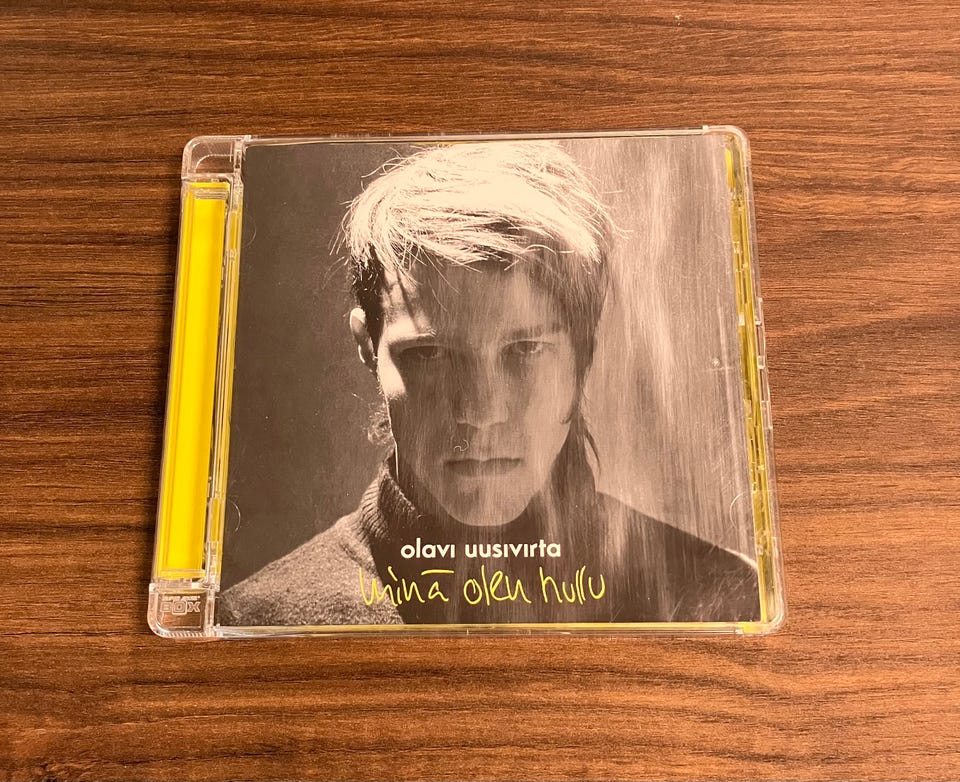 olavi uusivirta
minä olen hullu